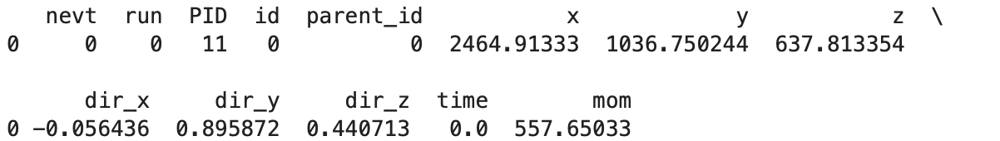 nevt run PID id parent_id x y z \
0 0 0 11 0 0 2464.91333 1036.750244 637.813354
dir_x dir_y dir_z time mom
0 -0.056436 0.895872 0.440713 0.0 557.65033